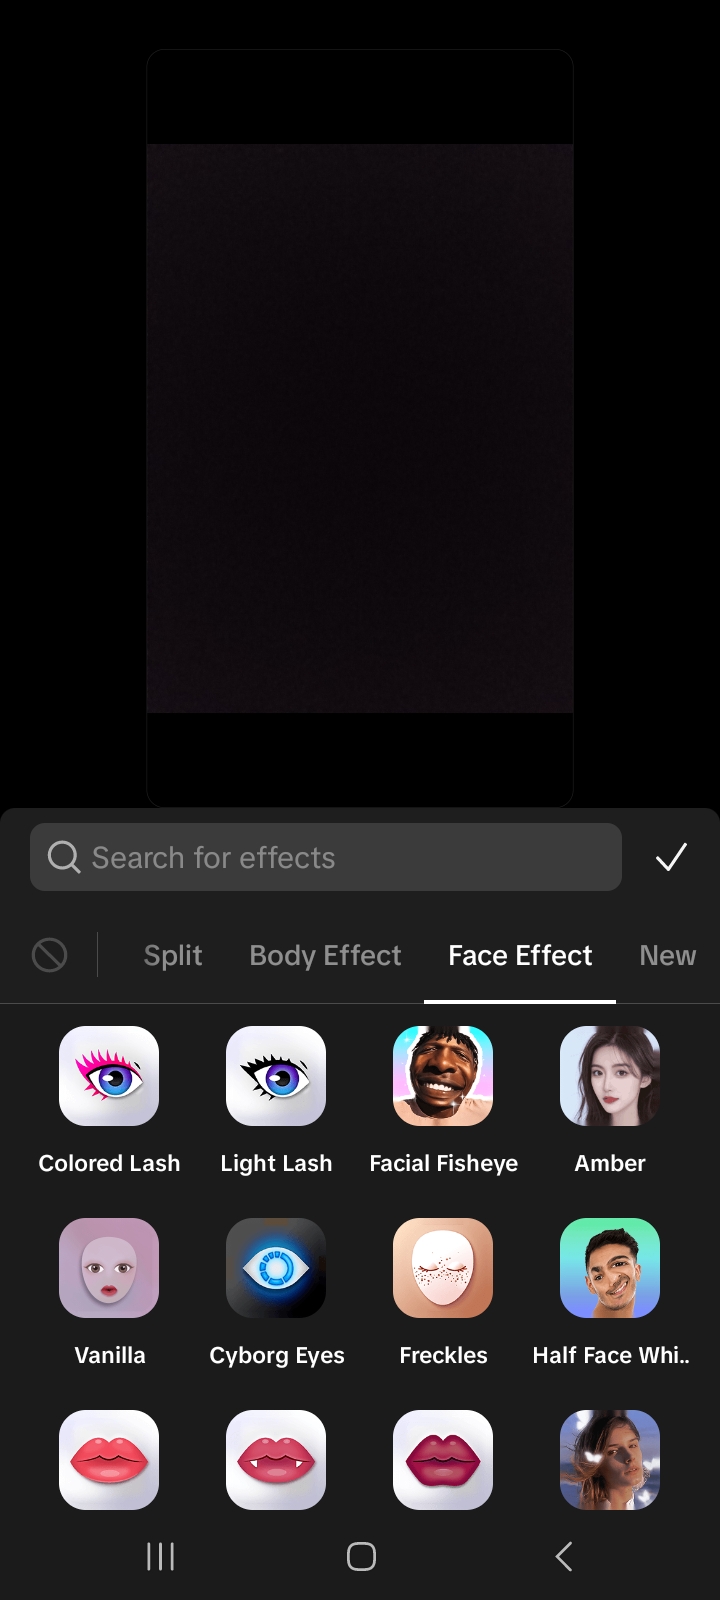 Search for effects
Split Body Effect Face Effect New
Colored Lash Light Lash Facial Fisheye Amber
Vanilla Cyborg Eyes Freckles Half Face Whi..